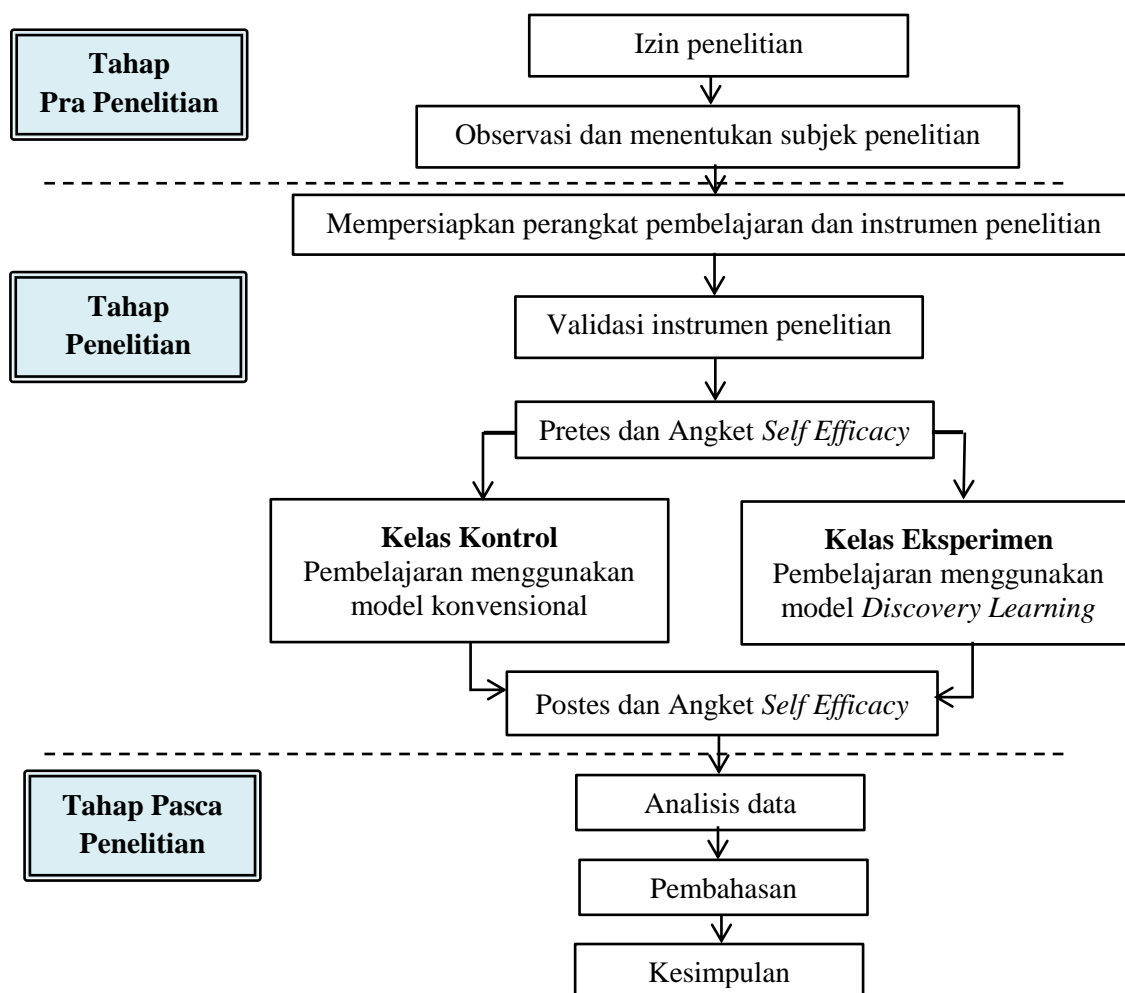 Tahap
Pra Penelitian
Izin penelitian
Observasi dan menentukan subjek penelitian
Mempersiapkan perangkat pembelajaran dan instrumen penelitian
Tahap
Penelitian
Validasi instrumen penelitian
Pretes dan Angket Self Efficacy
Kelas Kontrol
Pembelajaran menggunakan
model konvensional
Kelas Eksperimen
Pembelajaran menggunakan
model Discovery Learning
Postes dan Angket Self Efficacy
Tahap Pasca
Penelitian
Analisis data
Pembahasan
Kesimpulan